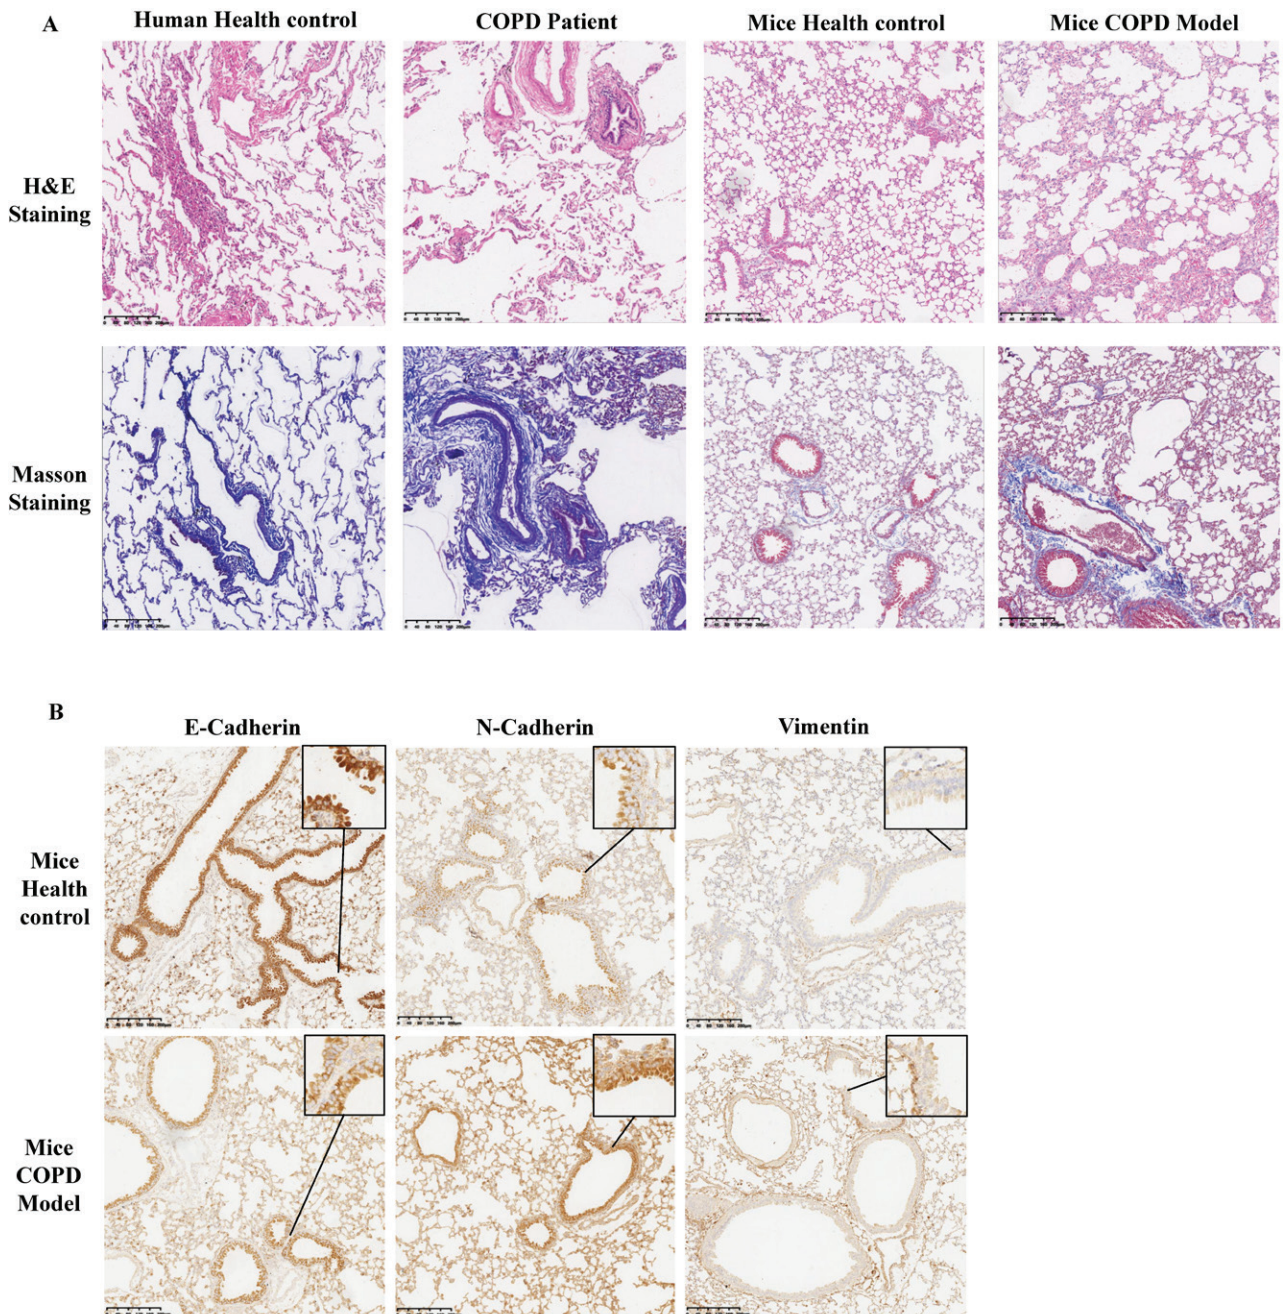 A
Human Health control
COPD Patient
Mice Health control
Mice COPD Model
H&E
Staining
Masson
Staining
B
E-Cadherin
N-Cadherin
Vimentin
Mice
Health
control
Mice
COPD
Model